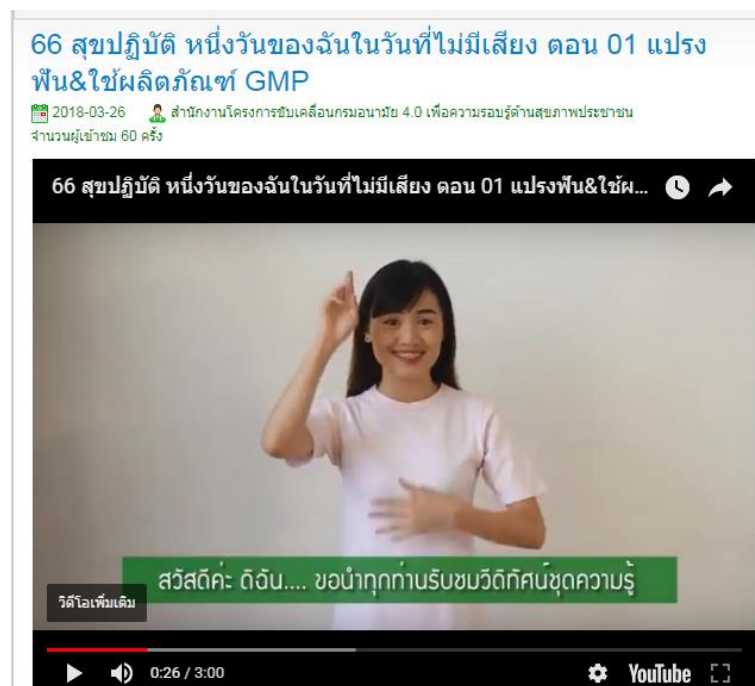 66 สุขปฏิบัติ หนึ่งวันของฉันในวันที่ไม่มีเสียง ตอน 01 แปรง
ฟัน&ใช้ผลิตภัณฑ์ GMP
2018-03-26 สำนักงานโครงการขับเคลื่อนกรมอนามัย 4.0 เพื่อความรอบรู้ด้านสุขภาพประชาชน
จำนวนผู้เข้าชม 60 ครั้ง
66 สุขปฏิบัติ หนึ่งวันของฉันในวันที่ไม่มีเสียง ตอน 01 แปรงฟัน&ใช้ผ...
สวัสดีค่ะ ดิฉัน.... ขอนำทุกท่านรับชมวีดิทัศน์ชุดความรู้
วิดีโอเพิ่มเติม
0:26 / 3:00
YouTube